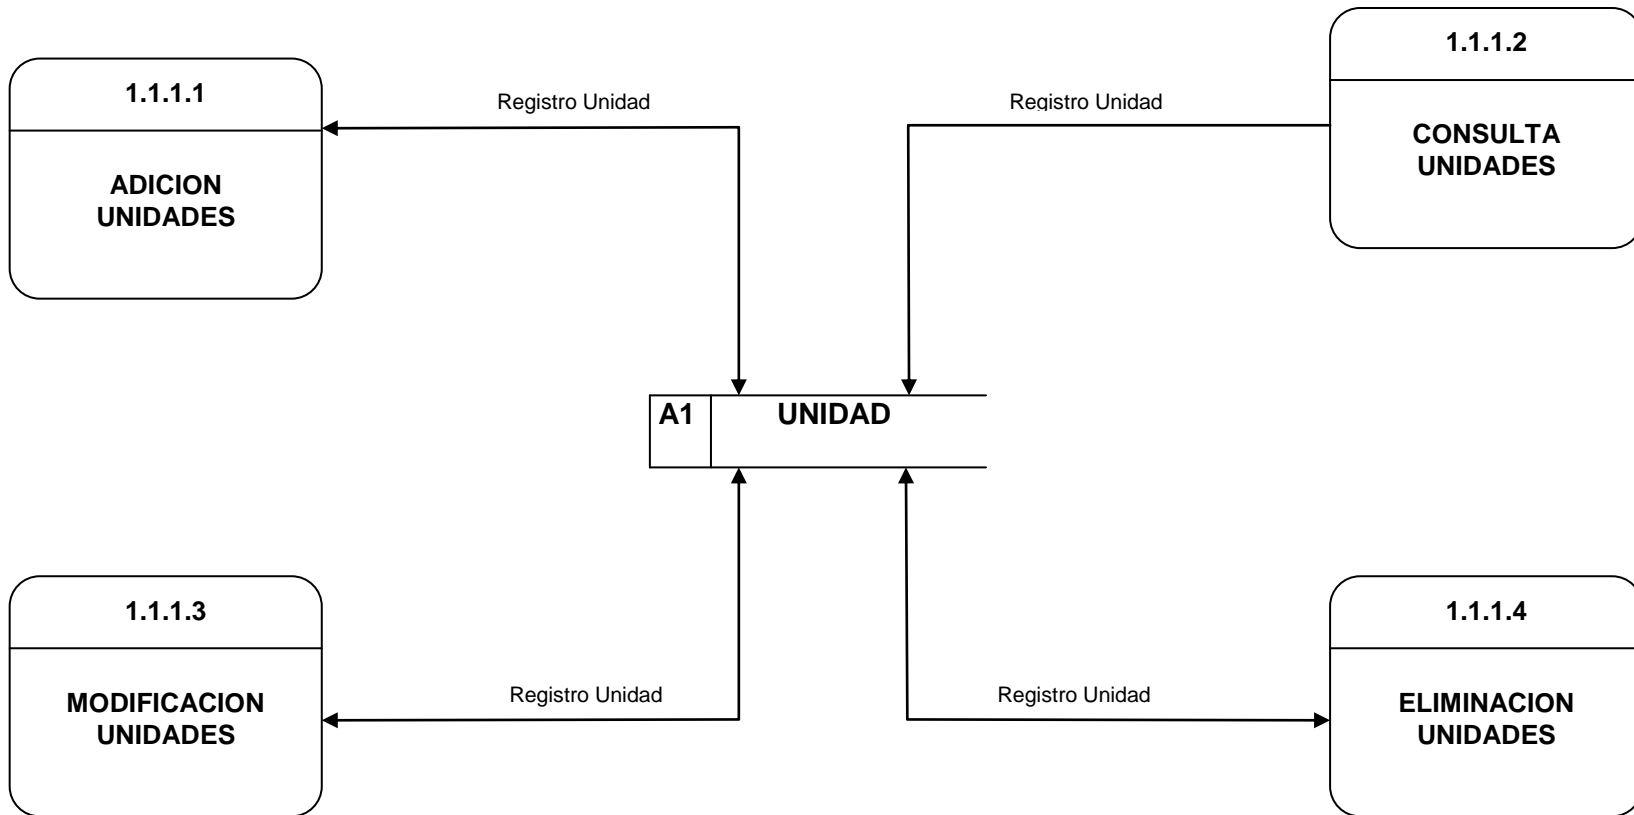 1.1.1.1
ADICION
UNIDADES
Registro Unidad
Registro Unidad
1.1.1.2
CONSULTA
UNIDADES
A1
UNIDAD
1.1.1.3
MODIFICACION
UNIDADES
Registro Unidad
Registro Unidad
1.1.1.4
ELIMINACION
UNIDADES